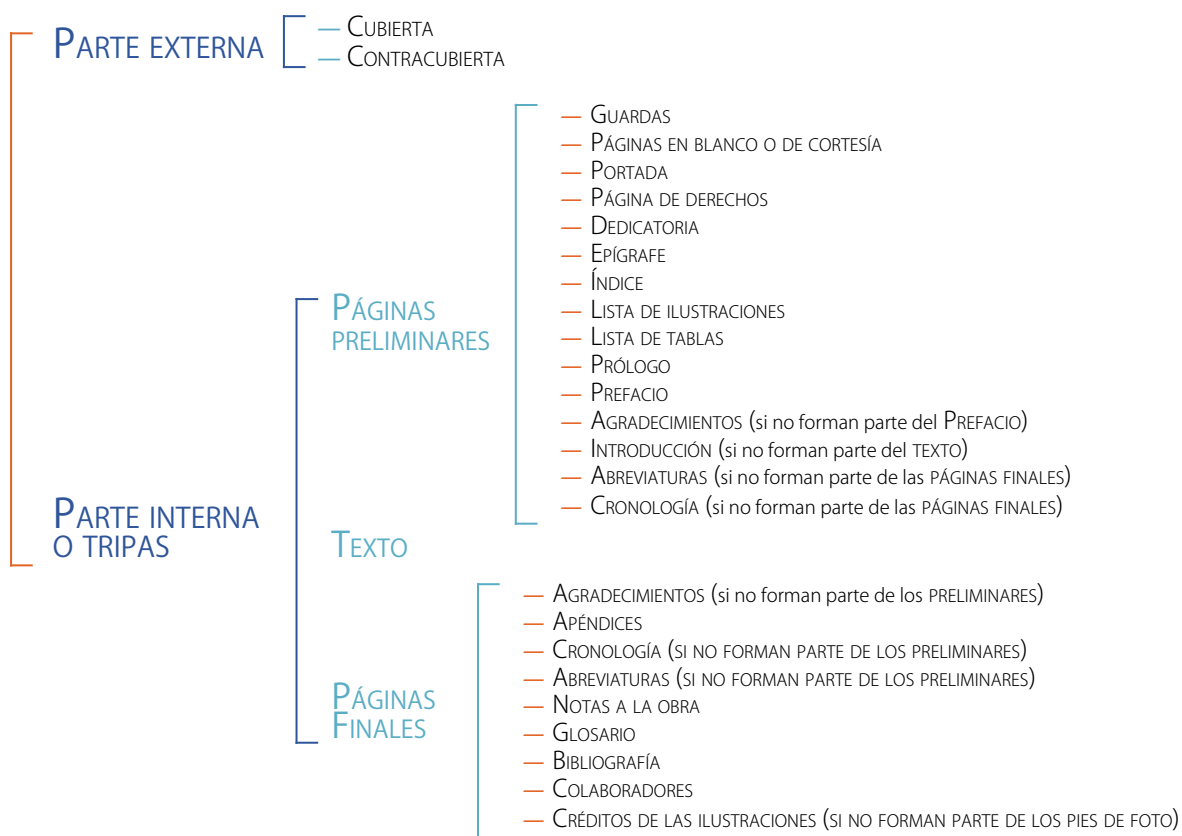 PARTE EXTERNA
— CUBIERTA
— CONTRACUBIERTA
PARTE INTERNA
O TRIPAS
PÁGINAS
PRELIMINARES
— GUARDAS
— PÁGINAS EN BLANCO O DE CORTESÍA
— PORTADA
— PÁGINA DE DERECHOS
— DEDICATORIA
— EPÍGRAFE
— ÍNDICE
— LISTA DE ILUSTRACIONES
— LISTA DE TABLAS
— PRÓLOGO
— PREFACIO
— AGRADECIMIENTOS (si no forman parte del PREFACIO)
— INTRODUCCIÓN (si no forman parte del TEXTO)
— ABREVIATURAS (si no forman parte de las PÁGINAS FINALES)
— CRONOLOGÍA (si no forman parte de las PÁGINAS FINALES)
TEXTO
PÁGINAS
FINALES
— AGRADECIMIENTOS (si no forman parte de los PRELIMINARES)
— APÉNDICES
— CRONOLOGÍA (SI NO FORMAN PARTE DE LOS PRELIMINARES)
— ABREVIATURAS (SI NO FORMAN PARTE DE LOS PRELIMINARES)
— NOTAS A LA OBRA
— GLOSARIO
— BIBLIOGRAFÍA
— COLABORADORES
— CRÉDITOS DE LAS ILUSTRACIONES (SI NO FORMAN PARTE DE LOS PIES DE FOTO)